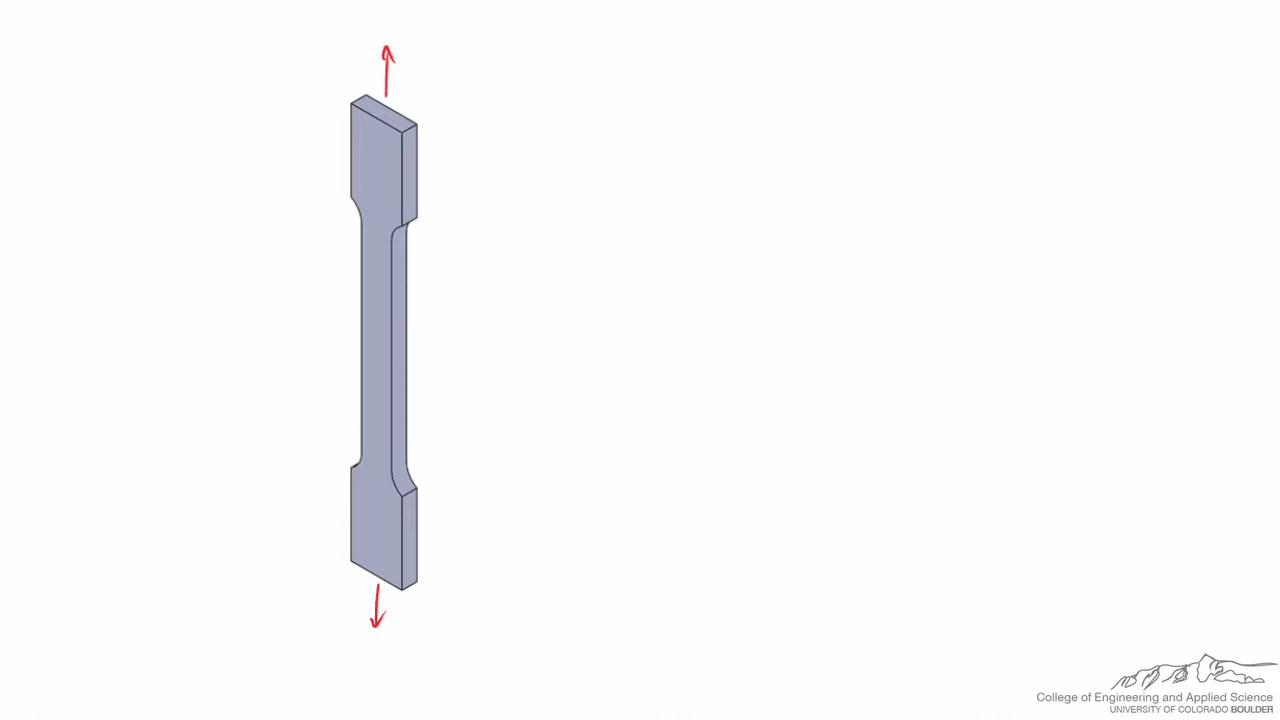 College of Engineering and Applied Science
UNIVERSITY OF COLORADO BOULDER